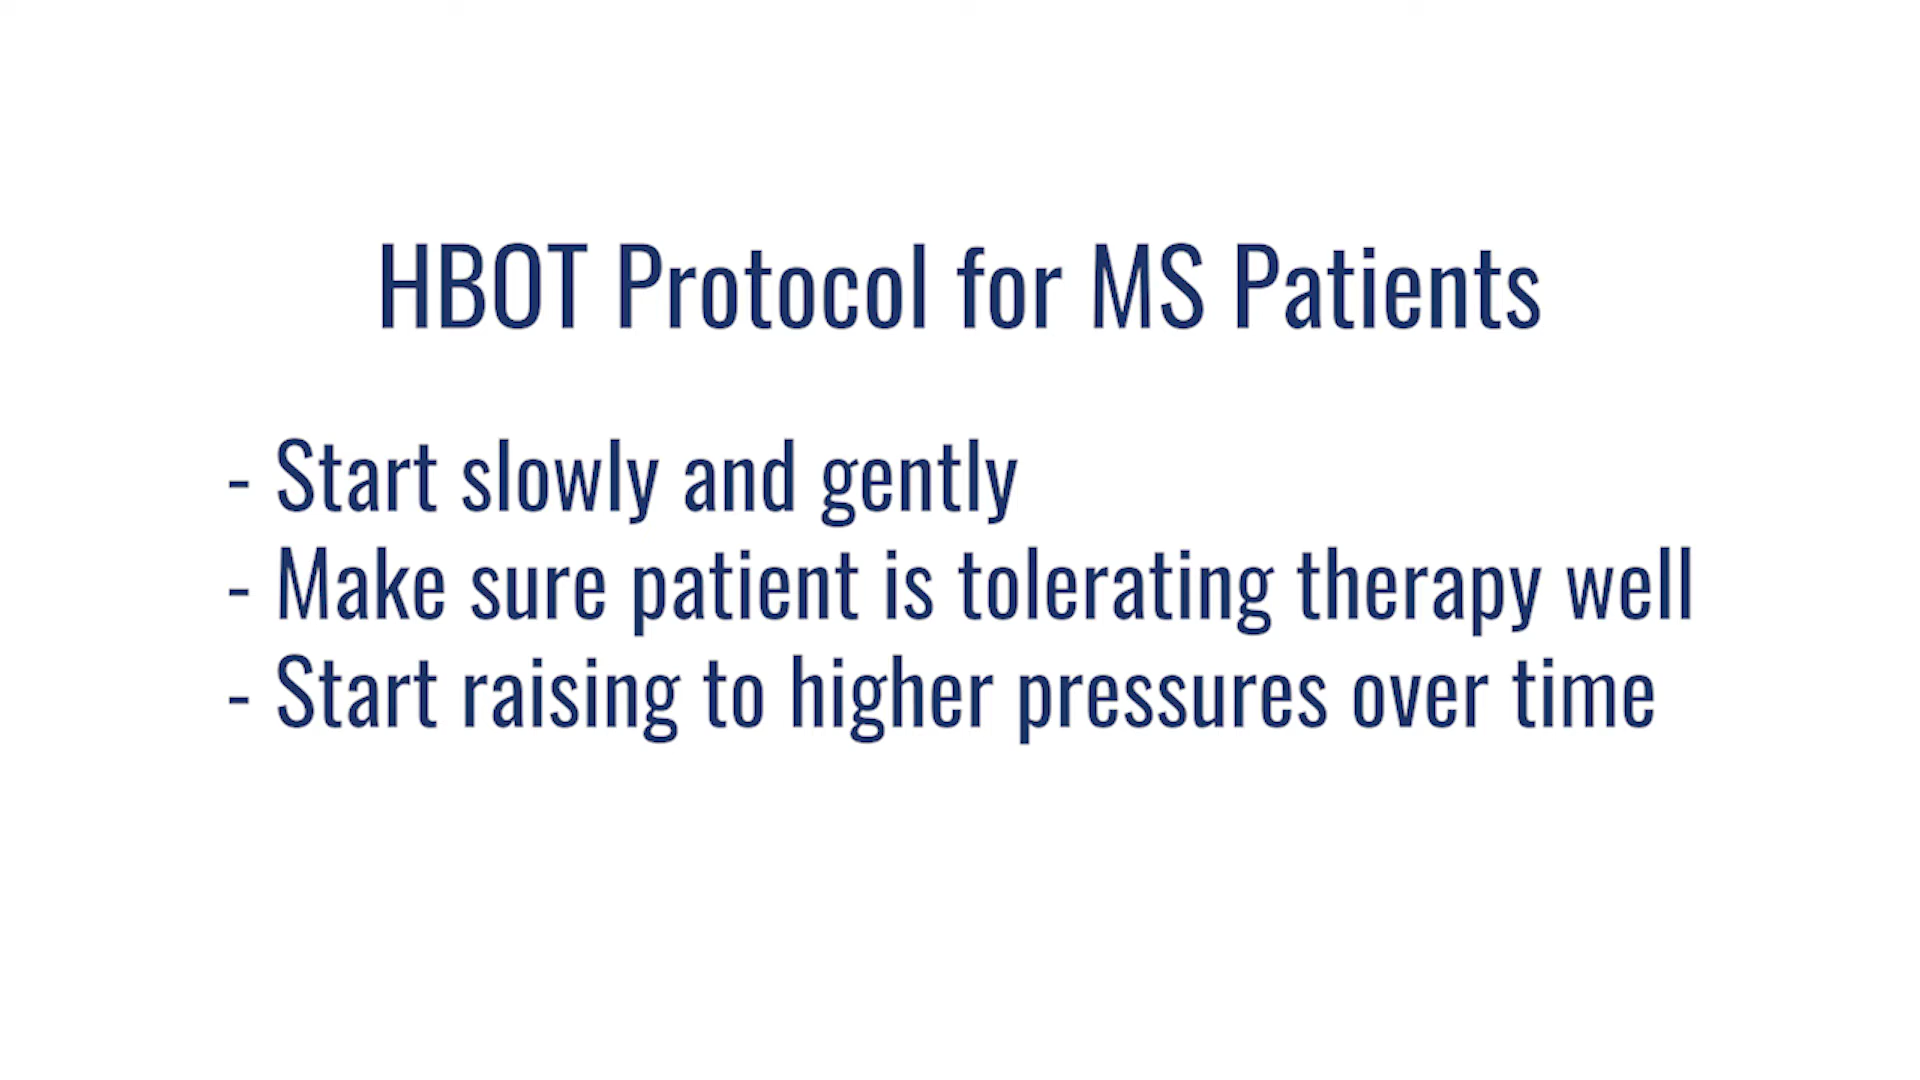 HBOT Protocol for MS Patients
- Start slowly and gently
- Make sure patient is tolerating therapy well
- Start raising to higher pressures over time